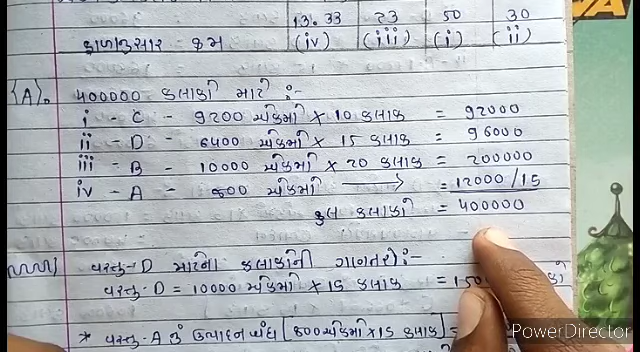 13.33 23 50 30
ફાળાનુસાર - ક્રમ (iv) (iii) (i) (ii)
(A). 400000 કલાકો માટે :-
i - C - 9200 એકમો × 10 કલાક = 92000
ii - D - 6400 એકમો × 15 કલાક = 96000
iii - B - 10000 એકમો × 20 કલાક = 200000
iv - A - 800 એકમો → = 12000/15
કુલ કલાકો = 400000
વસ્તુ-D માટેના કલાકોની ગણતરી :-
વસ્તુ-D = 10000 એકમો × 15 કલાક = 150
* વસ્તુ-A નું ઉત્પાદન બંધ [800 એકમો × 15 કલાક] =
PowerDirector